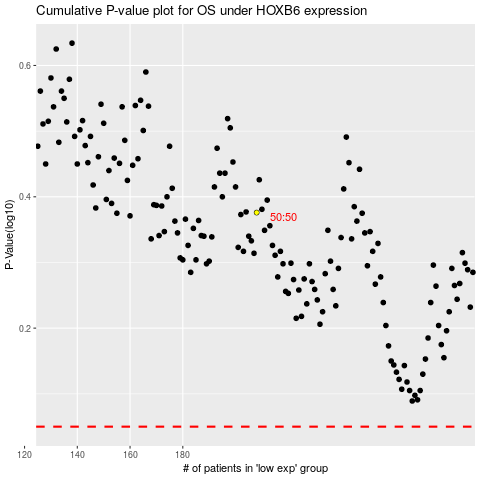 Cumulative P-value plot for OS under HOXB6 expression
P-Value(log10)
0.6
0.4
0.2
50:50
120 140 160 180
# of patients in 'low exp' group